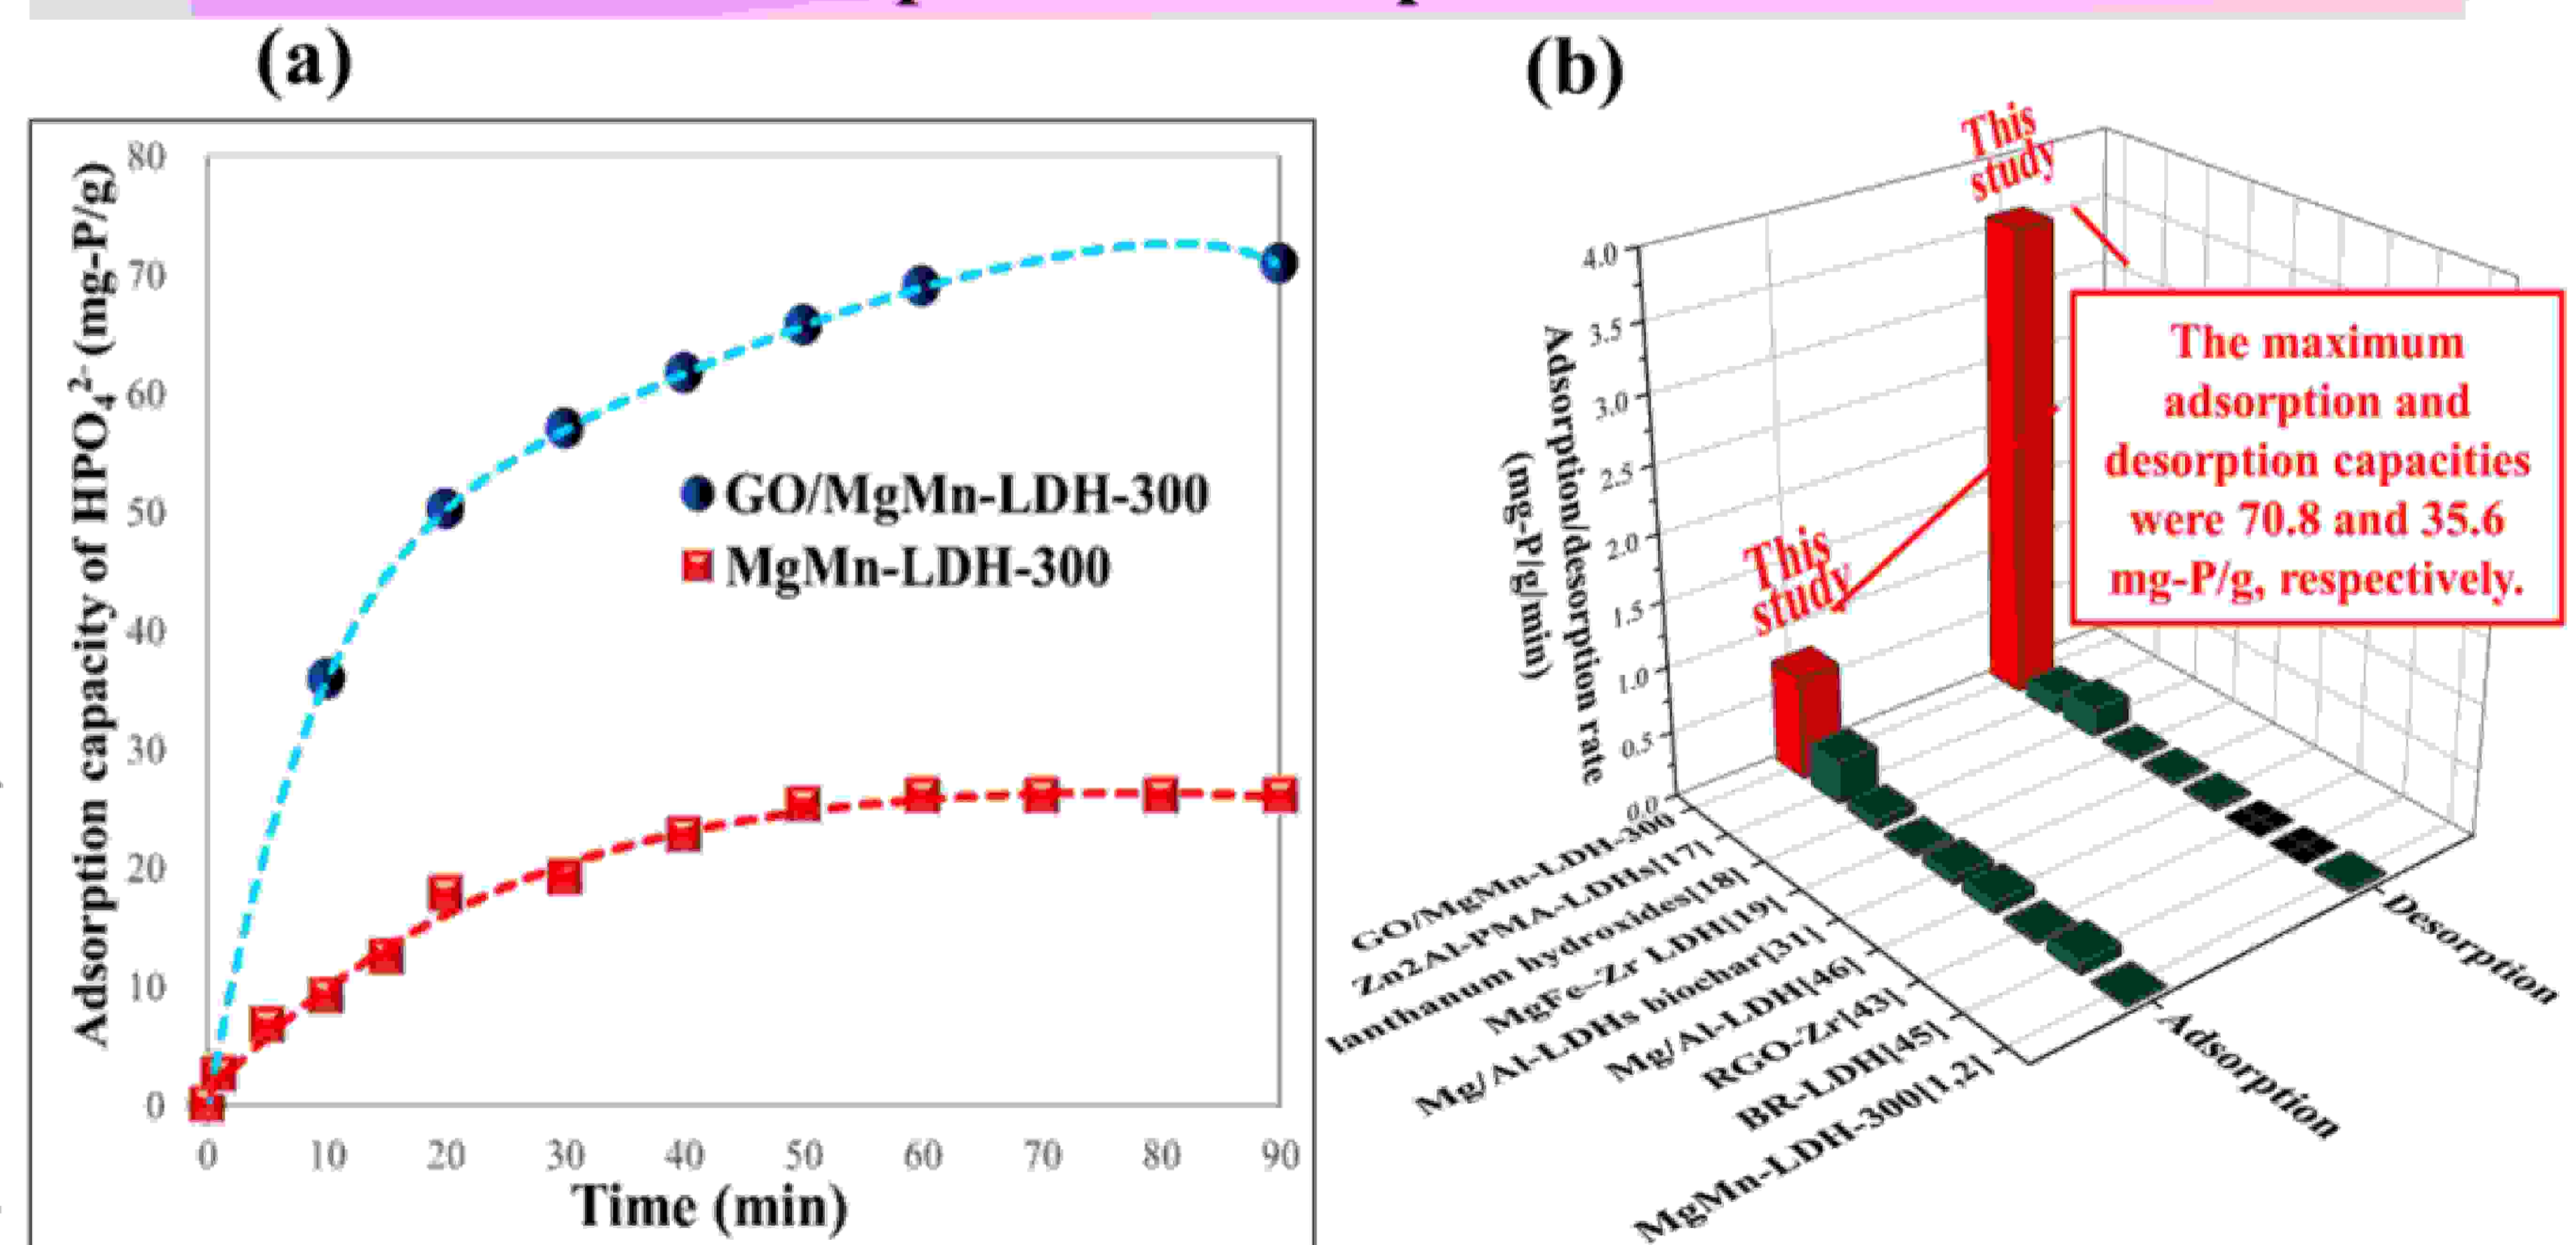 (a)
80
70
60
50
40
30
20
10
0
Adsorption capacity of HPO₄²⁻ (mg-P/g)
GO/MgMn-LDH-300
MgMn-LDH-300
0 10 20 30 40 50 60 70 80 90
Time (min)
(b)
This
study
This
study
4.0
3.5
3.0
2.5
2.0
1.5
1.0
0.5
0.0
Adsorption/desorption rate
(mg-P/g/min)
The maximum
adsorption and
desorption capacities
were 70.8 and 35.6
mg-P/g, respectively.
GO/MgMn-LDH-300
Zn2Al-PMA-LDHs[17]
lanthanum hydroxides[18]
MgFe–Zr LDH[19]
Mg/Al-LDHs biochar[31]
Mg/Al-LDH[46]
RGO-Zr[43]
BR-LDH[45]
MgMn-LDH-300[1,2]
Adsorption
Desorption